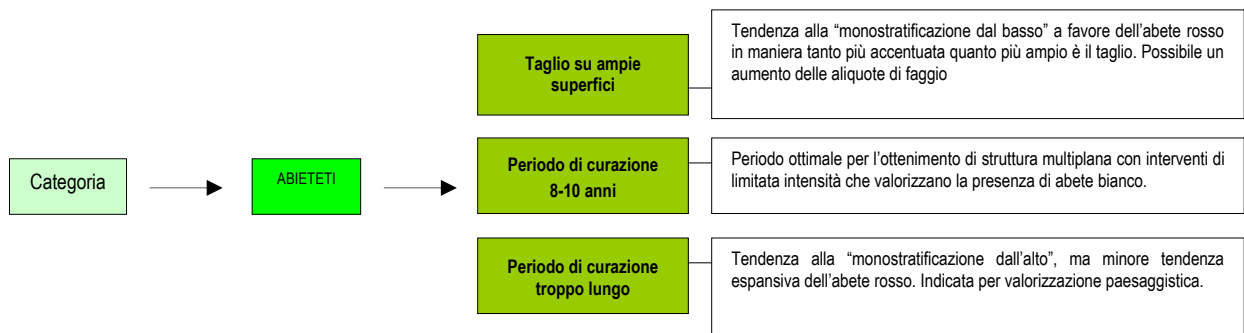 Categoria
ABIETETI
Taglio su ampie
superfici
Tendenza alla “monostratificazione dal basso” a favore dell’abete rosso
in maniera tanto più accentuata quanto più ampio è il taglio. Possibile un
aumento delle aliquote di faggio
Periodo di curazione
8-10 anni
Periodo ottimale per l’ottenimento di struttura multiplana con interventi di
limitata intensità che valorizzano la presenza di abete bianco.
Periodo di curazione
troppo lungo
Tendenza alla “monostratificazione dall’alto”, ma minore tendenza
espansiva dell’abete rosso. Indicata per valorizzazione paesaggistica.